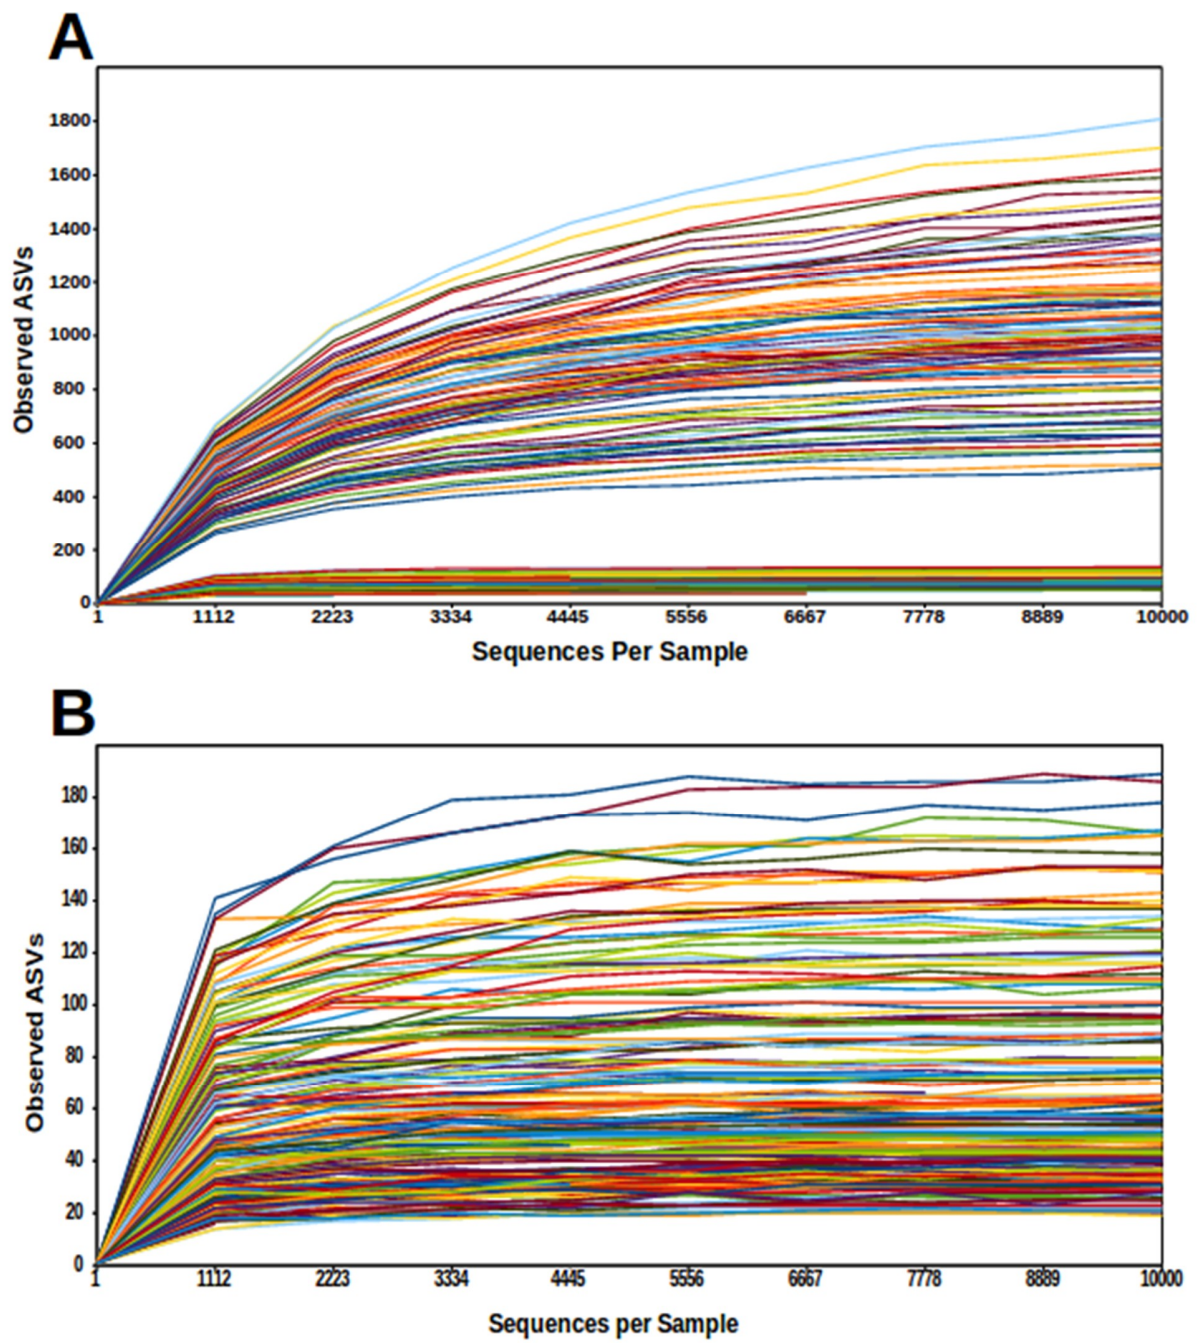 A
1800
1600
1400
1200
1000
800
600
400
200
0
Observed ASVs
1 1112 2223 3334 4445 5556 6667 7778 8889 10000
Sequences Per Sample
B
180
160
140
120
100
80
60
40
20
0
Observed ASVs
1 1112 2223 3334 4445 5556 6667 7778 8889 10000
Sequences per Sample